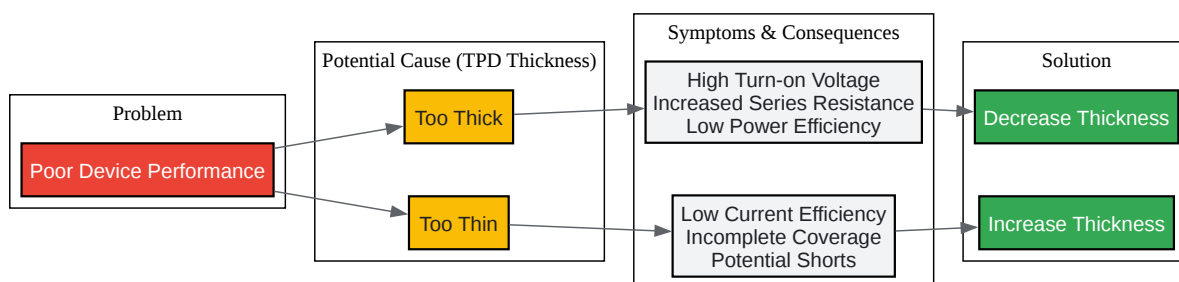 Problem
Poor Device Performance
Potential Cause (TPD Thickness)
Too Thick
Too Thin
Symptoms & Consequences
High Turn-on Voltage
Increased Series Resistance
Low Power Efficiency
Low Current Efficiency
Incomplete Coverage
Potential Shorts
Solution
Decrease Thickness
Increase Thickness